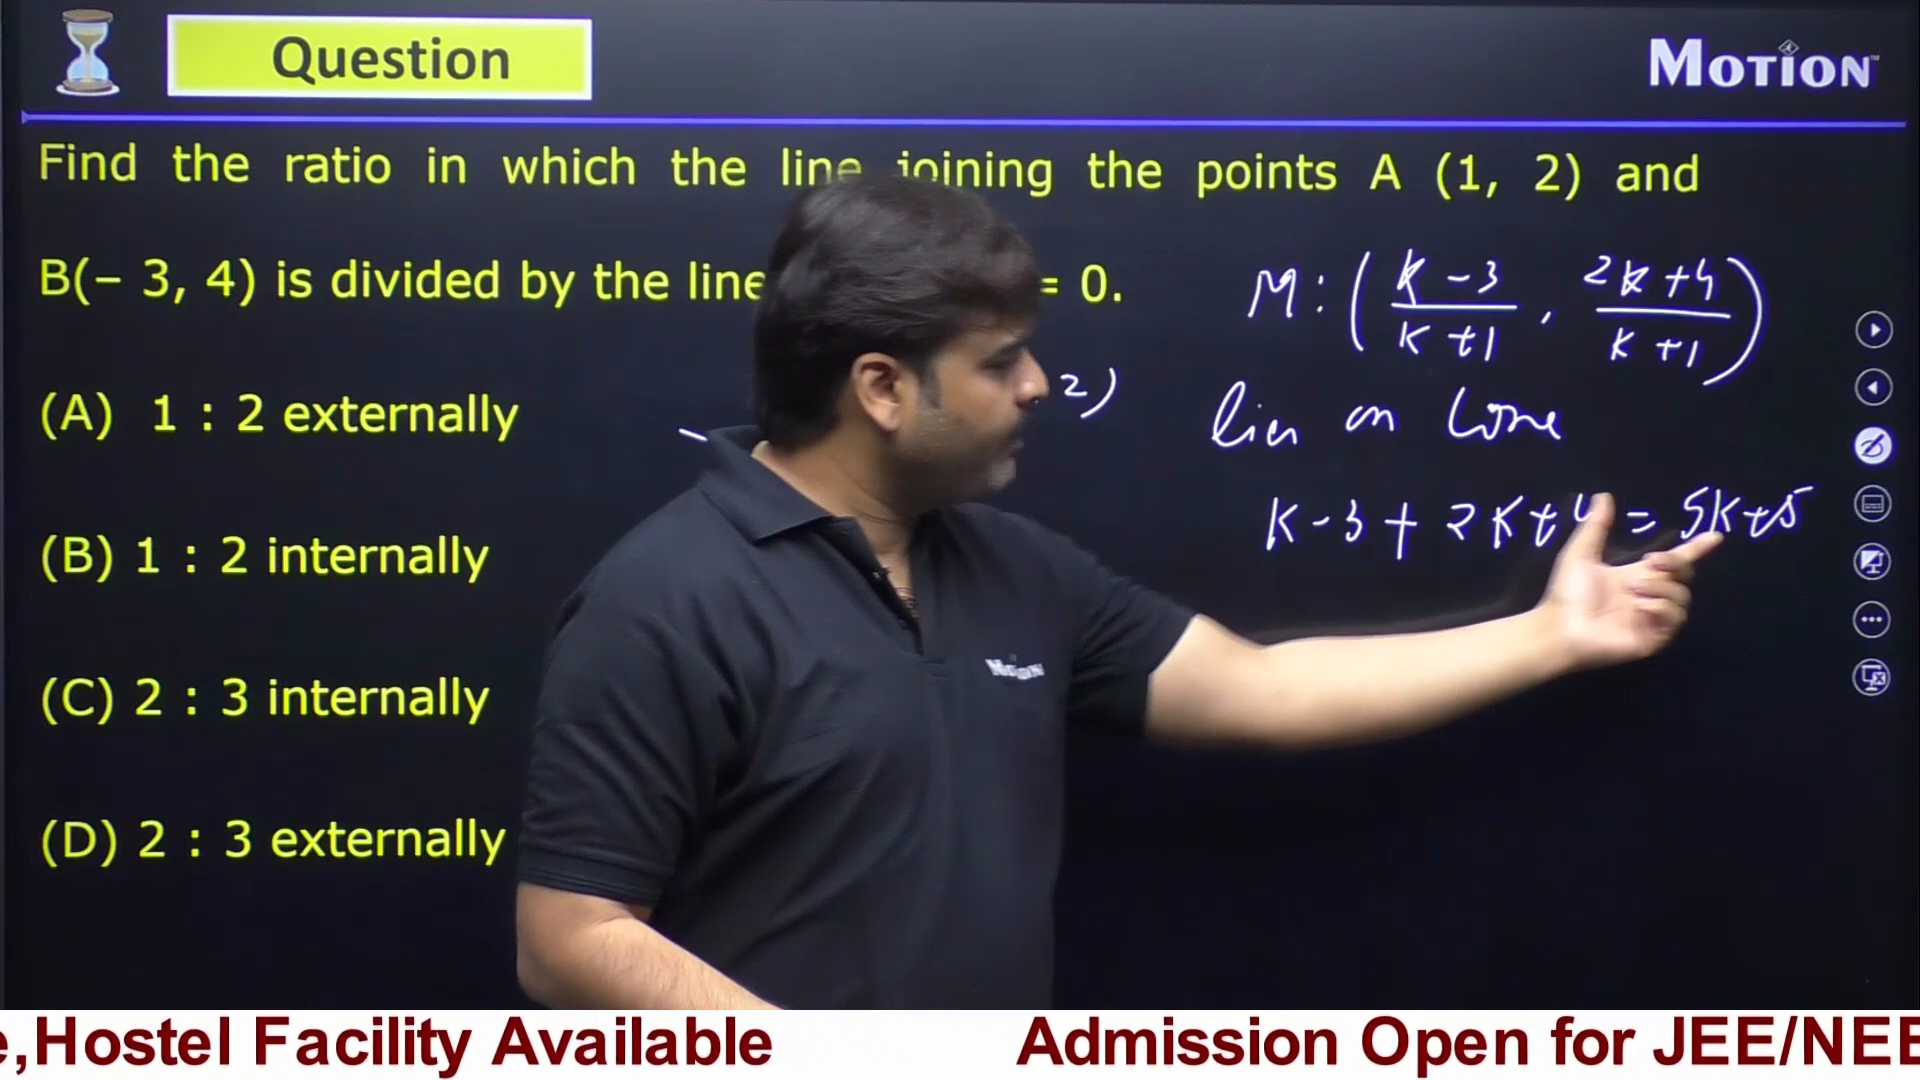 Question
MOTION
Find the ratio in which the line joining the points A (1, 2) and
B(– 3, 4) is divided by the line = 0.
M : ( k - 3 / k + 1 , 2k + 4 / k + 1 )
(A) 1 : 2 externally
2)
lies on
k - 3 + 2k + 4 = 5k + 5
(B) 1 : 2 internally
MOTION
(C) 2 : 3 internally
(D) 2 : 3 externally
,Hostel Facility Available Admission Open for JEE/NEE